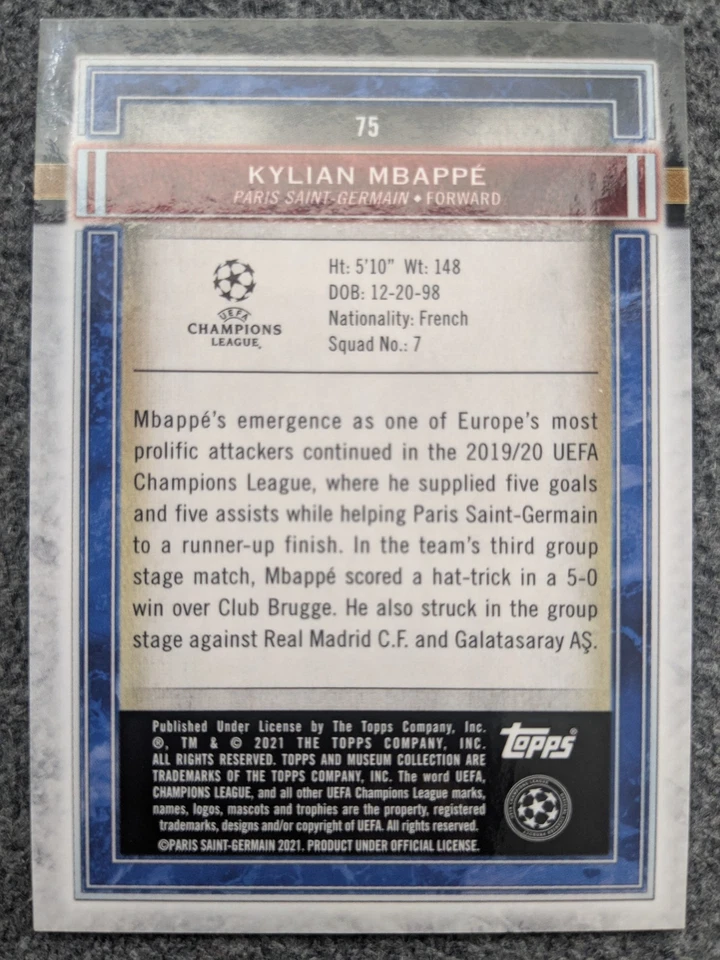 75
KYLIAN MBAPPÉ
PARIS SAINT-GERMAIN • FORWARD
UEFA
CHAMPIONS
LEAGUE
Ht: 5'10" Wt: 148
DOB: 12-20-98
Nationality: French
Squad No.: 7
Mbappé's emergence as one of Europe's most
prolific attackers continued in the 2019/20 UEFA
Champions League, where he supplied five goals
and five assists while helping Paris Saint-Germain
to a runner-up finish. In the team's third group
stage match, Mbappé scored a hat-trick in a 5-0
win over Club Brugge. He also struck in the group
stage against Real Madrid C.F. and Galatasaray AŞ.
Published Under License by The Topps Company, Inc.
®, TM & © 2021 THE TOPPS COMPANY, INC.
ALL RIGHTS RESERVED. TOPPS AND MUSEUM COLLECTION ARE
TRADEMARKS OF THE TOPPS COMPANY, INC. The word UEFA,
CHAMPIONS LEAGUE, and all other UEFA Champions League marks,
names, logos, mascots and trophies are the property, registered
trademarks, designs and/or copyright of UEFA. All rights reserved.
©PARIS SAINT-GERMAIN 2021. PRODUCT UNDER OFFICIAL LICENSE.
topps®